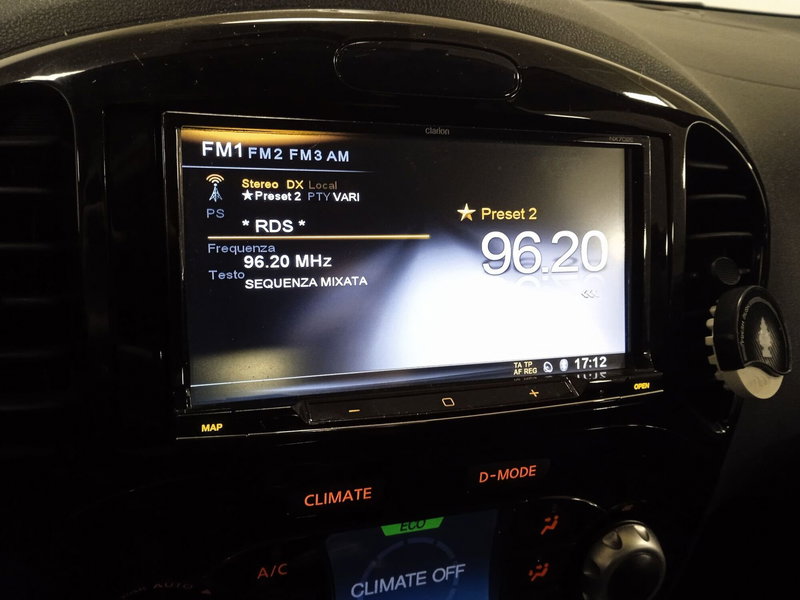 clarion
FM1 FM2 FM3 AM
Stereo DX Local
★Preset 2 PTY VARI
PS
* RDS *
Frequenza
96.20 MHz
Testo
SEQUENZA MIXATA
★ Preset 2
96.20
TA TP
AF REG
17:12
MAP
OPEN
CLIMATE
D-MODE
ECO
A/C
CLIMATE OFF